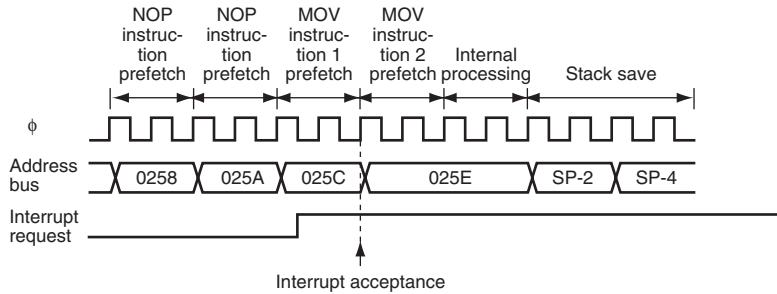 NOP
instruc-
tion
prefetch
NOP
instruc-
tion
prefetch
MOV
instruc-
tion 1
prefetch
MOV
instruc-
tion 2
prefetch
Internal
processing
Stack save
ϕ
Address
bus
0258
025A
025C
025E
SP-2
SP-4
Interrupt
request
Interrupt acceptance